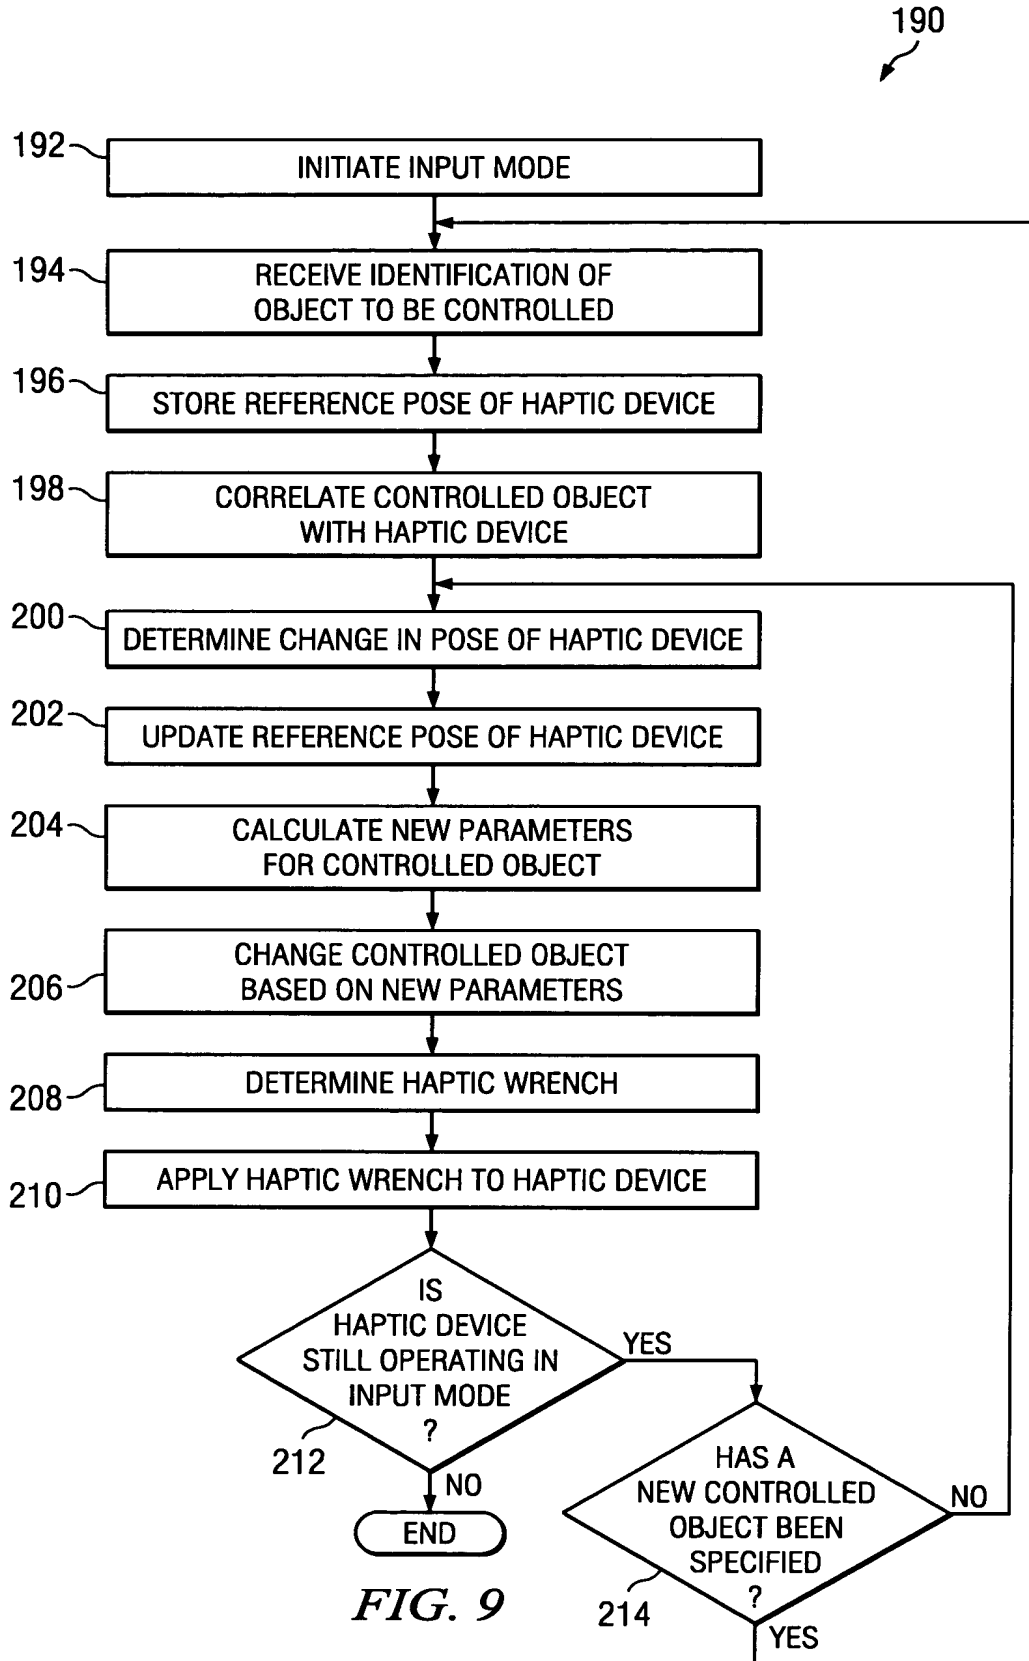 190
192
INITIATE INPUT MODE
194
RECEIVE IDENTIFICATION OF
OBJECT TO BE CONTROLLED
196
STORE REFERENCE POSE OF HAPTIC DEVICE
198
CORRELATE CONTROLLED OBJECT
WITH HAPTIC DEVICE
200
DETERMINE CHANGE IN POSE OF HAPTIC DEVICE
202
UPDATE REFERENCE POSE OF HAPTIC DEVICE
204
CALCULATE NEW PARAMETERS
FOR CONTROLLED OBJECT
206
CHANGE CONTROLLED OBJECT
BASED ON NEW PARAMETERS
208
DETERMINE HAPTIC WRENCH
210
APPLY HAPTIC WRENCH TO HAPTIC DEVICE
IS
HAPTIC DEVICE
STILL OPERATING IN
INPUT MODE
?
YES
212
NO
END
HAS A
NEW CONTROLLED
OBJECT BEEN
SPECIFIED
?
NO
214
YES
FIG. 9